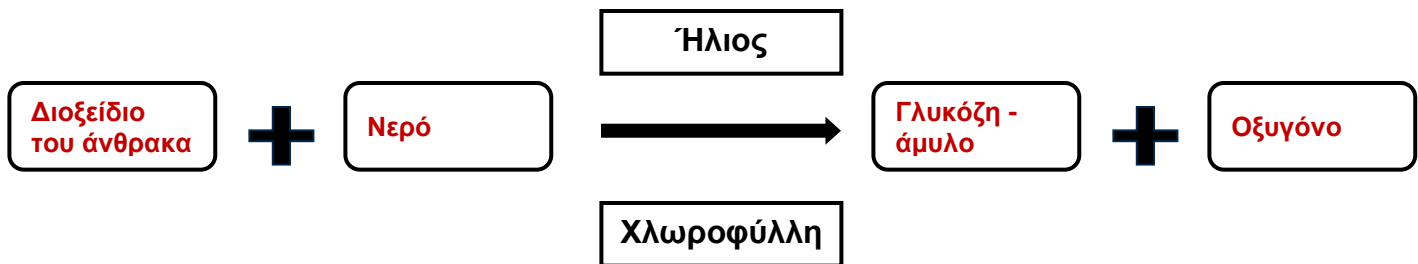 Ήλιος
Διοξείδιο
του άνθρακα
Νερό
Γλυκόζη -
άμυλο
Οξυγόνο
Χλωροφύλλη